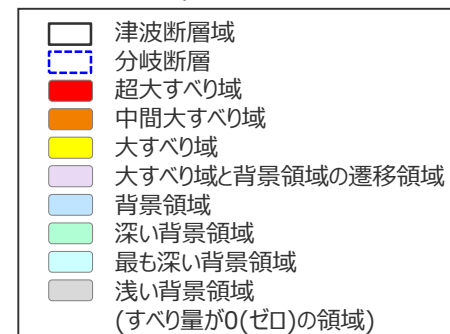 津波断層域
分岐断層
超大すべり域
中間大すべり域
大すべり域
大すべり域と背景領域の遷移領域
背景領域
深い背景領域
最も深い背景領域
浅い背景領域
(すべり量が0(ゼロ)の領域)